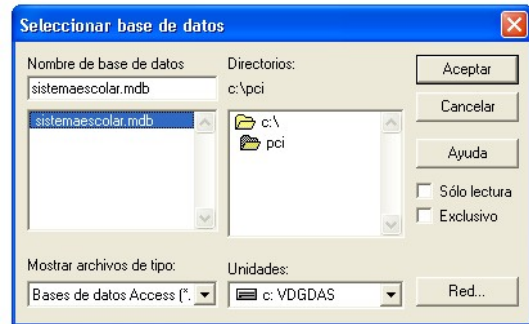 Seleccionar base de datos
Nombre de base de datos
sistemaescolar.mdb
sistemaescolar.mdb
Directorios:
c:\pci
c:\
pci
Aceptar
Cancelar
Ayuda
Sólo lectura
Exclusivo
Mostrar archivos de tipo:
Bases de datos Access (*.
Unidades:
c: VDGDAS
Red...